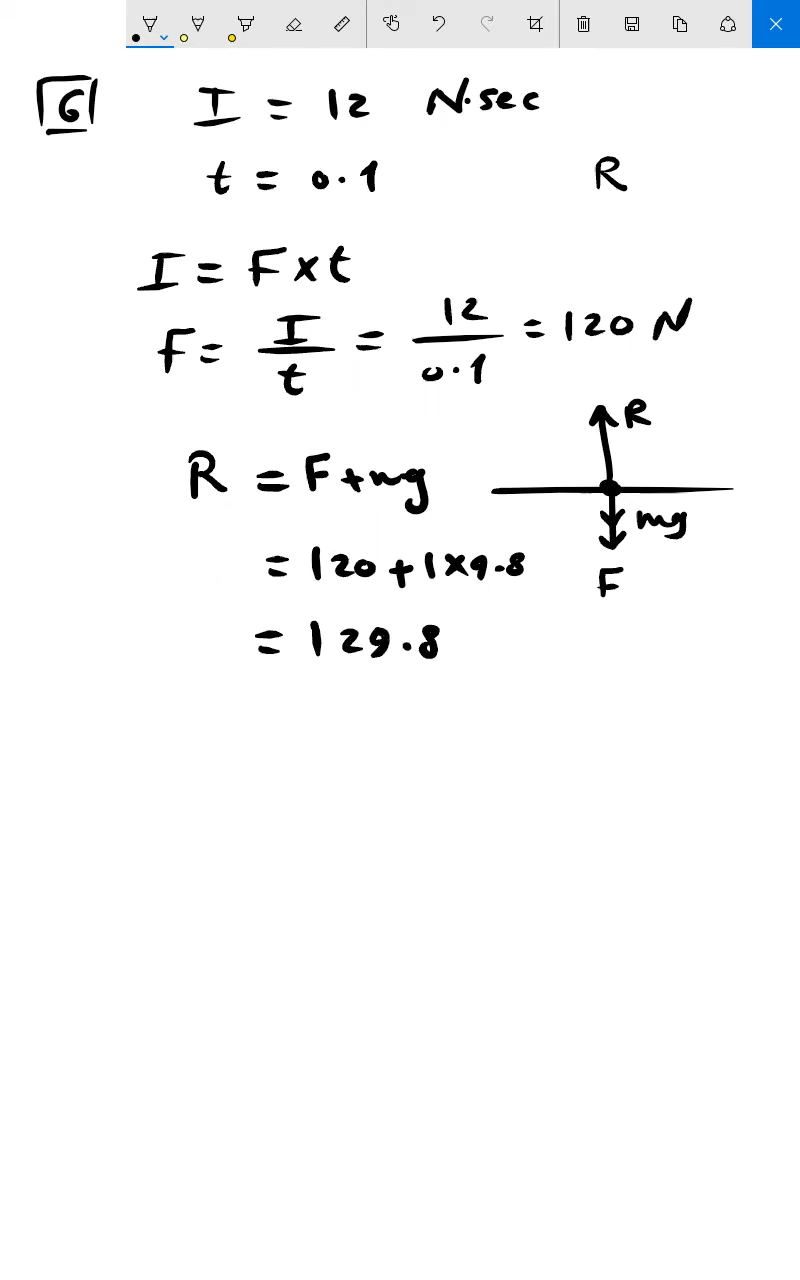 6 I = 12 N.sec
t = 0.1 R
I = F×t
F = I/t = 12/0.1 = 120 N
R
R = F+mg
mg
= 120 + 1×9.8
F
= 129.8